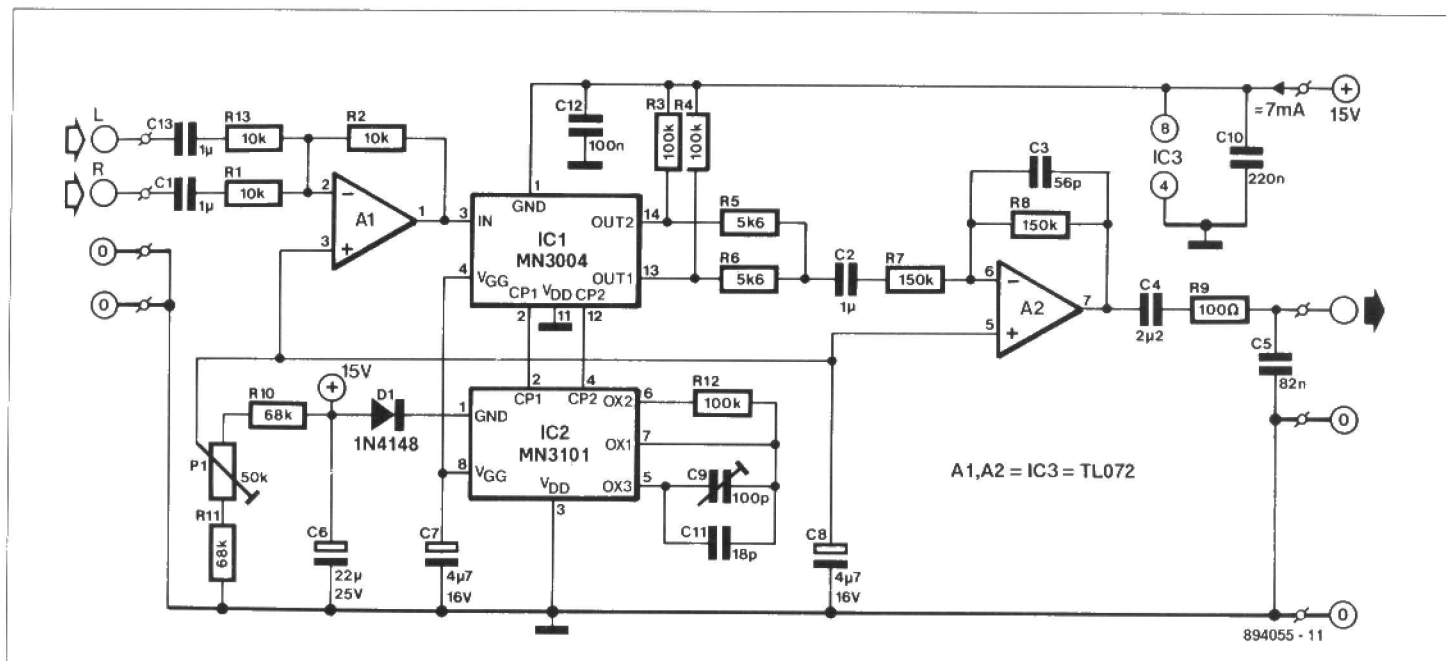 L
C13
1µ
R13
10k
R2
10k
R
C1
1µ
R1
10k
2
−
A1
1
3
+
0
0
C12
100n
R3
100k
R4
100k
1
GND
3
IN
IC1
MN3004
OUT2
14
OUT1
13
4
VGG
CP1
VDD
CP2
2
11
12
R5
5k6
R6
5k6
C2
1µ
R7
150k
C3
56p
R8
150k
6
−
A2
7
5
+
C4
2µ2
R9
100Ω
C5
82n
0
0
8
IC3
4
C10
220n
≈7mA
+
15V
15V
+
R10
68k
D1
1N4148
P1
50k
R11
68k
C6
22µ
25V
C7
4µ7
16V
2
4
CP1
CP2
1
GND
IC2
MN3101
8
VGG
VDD
3
OX2
6
OX1
7
OX3
5
R12
100k
C9
100p
C11
18p
C8
4µ7
16V
A1,A2 = IC3 = TL072
894055 - 11